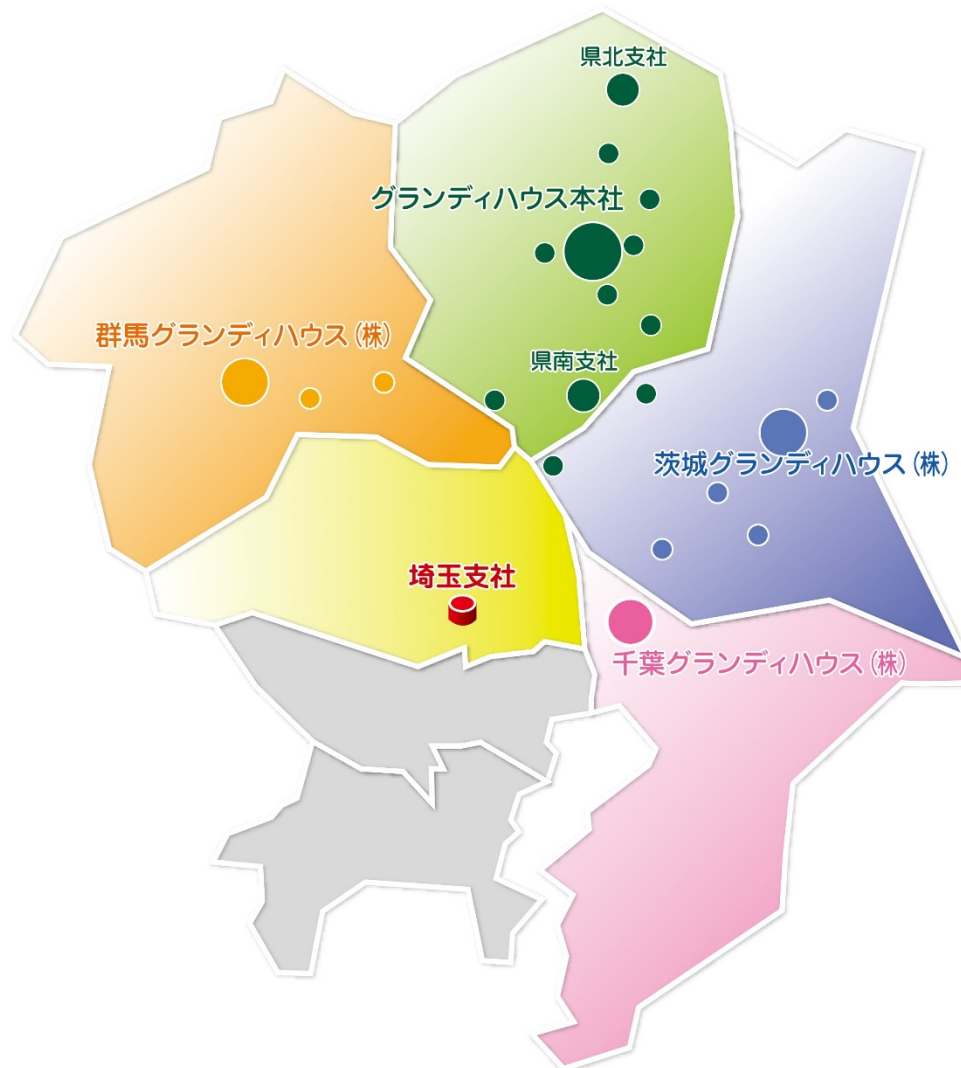 県北支社
グランディハウス本社
群馬グランディハウス(株)
県南支社
茨城グランディハウス(株)
埼玉支社
千葉グランディハウス(株)